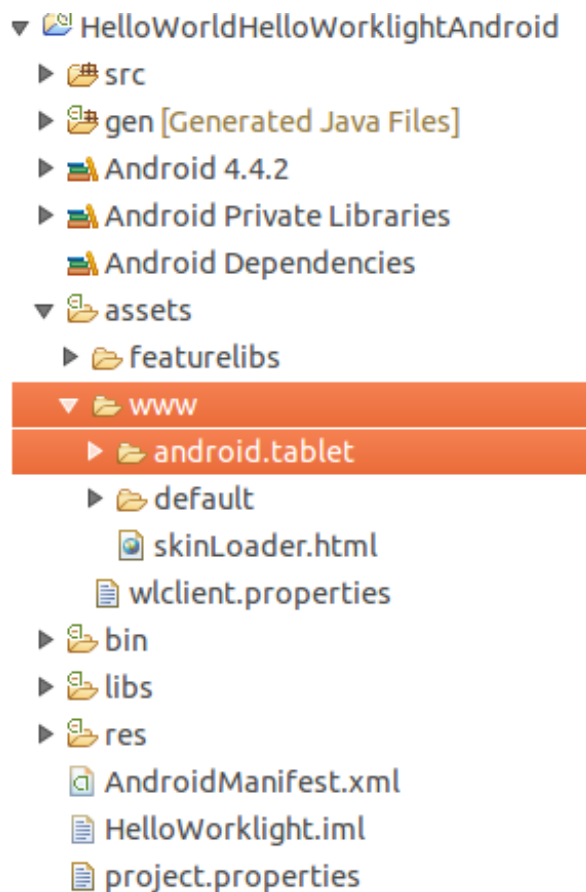 HelloWorldHelloWorklightAndroid
src
gen [Generated Java Files]
Android 4.4.2
Android Private Libraries
Android Dependencies
assets
featurelibs
www
android.tablet
default
skinLoader.html
wlclient.properties
bin
libs
res
AndroidManifest.xml
HelloWorklight.iml
project.properties